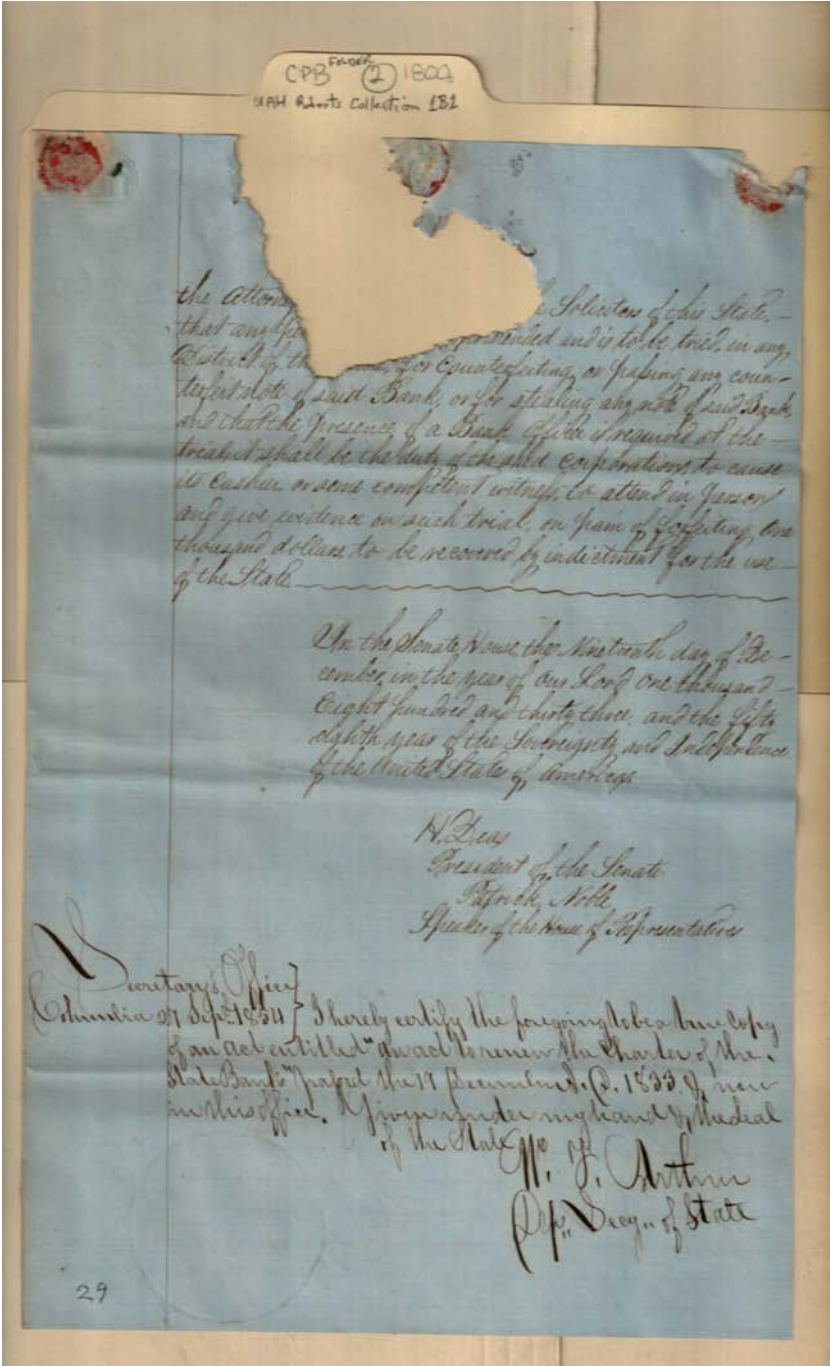 CPB FOLDER 2 180
UAH Roberts Collection 182
the Attorn Solicitors of this State, —
that any prehended and is to be tried, in any
District of th for Counterfeiting, or passing any coun-
terfeit note of said Bank, or for stealing any note of said Bank,
and that the presence of a Bank Officer is required at the —
trial, it shall be the duty of the said Corporations, to cause
its Cashier or some competent witness, to attend in person
and give evidence on such trial, on pain of forfeiting, One
thousand dollars, to be recovered by indictment for the use —
of the State
In the Senate House the Nineteenth day of De-
cember, in the year of our Lord One thousand —
Eight hundred and thirty three, and the fifty
eighth year of the Sovereignty and Independence
of the United States of America
H. Deas
President of the Senate
Patrick Noble
Speaker of the House of Representatives
Secretary's Office
Columbia 27 Sept. 1854 } I hereby certify the foregoing to be a true copy
of an act entitled "an act to renew the Charter of the
State Bank" passed the 19 December A.D. 1833 & now
in this office. Given under my hand & the seal
of the State
W. F. Arthur
Dep,, Secy,, of State
29